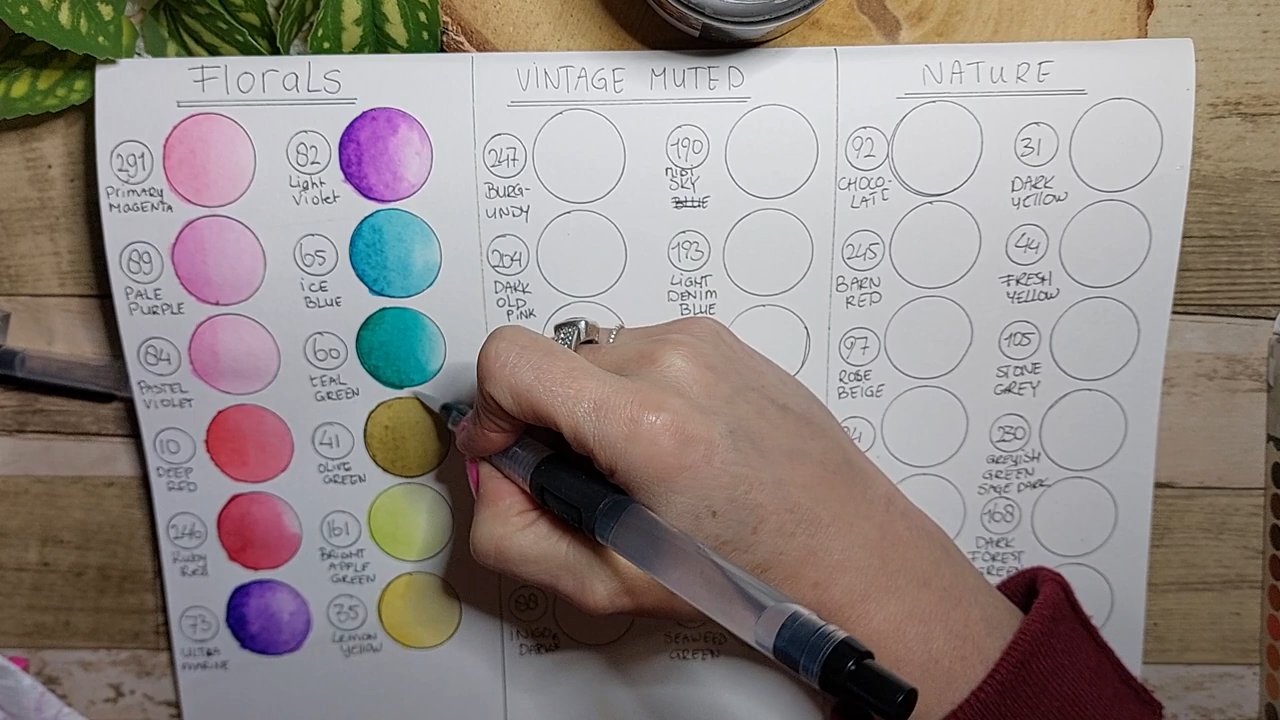 FlorAlS
291
PRiMARY
MAGENTA
89
PALE
PURPLE
84
PASTEL
ViOLET
10
DEEP
RED
246
Ruby
Red
73
ULTRA
MARINE
82
Light
Violet
65
iCE
BLUE
60
TEAL
GREEN
41
OLIVE
GREEN
161
BRIGHT
APPLE
GREEN
35
LEMON
YELLOW
ViNTAGE MUTED
247
BURG-
UNDY
204
DARK
OLD
PiNK
88
DARK
190
SKY
BLUE
193
LIGHT
DENIM
BLUE
SEAWEED
GREEN
NATURE
92
CHOCO-
LATE
245
BARN
RED
97
ROSE
BEIGE
31
DARK
YELLOW
44
FRESH
YELLOW
105
STONE
GREY
230
GREYISH
GREEN
SAGE DARK
168
DARK
FOREST
GREEN